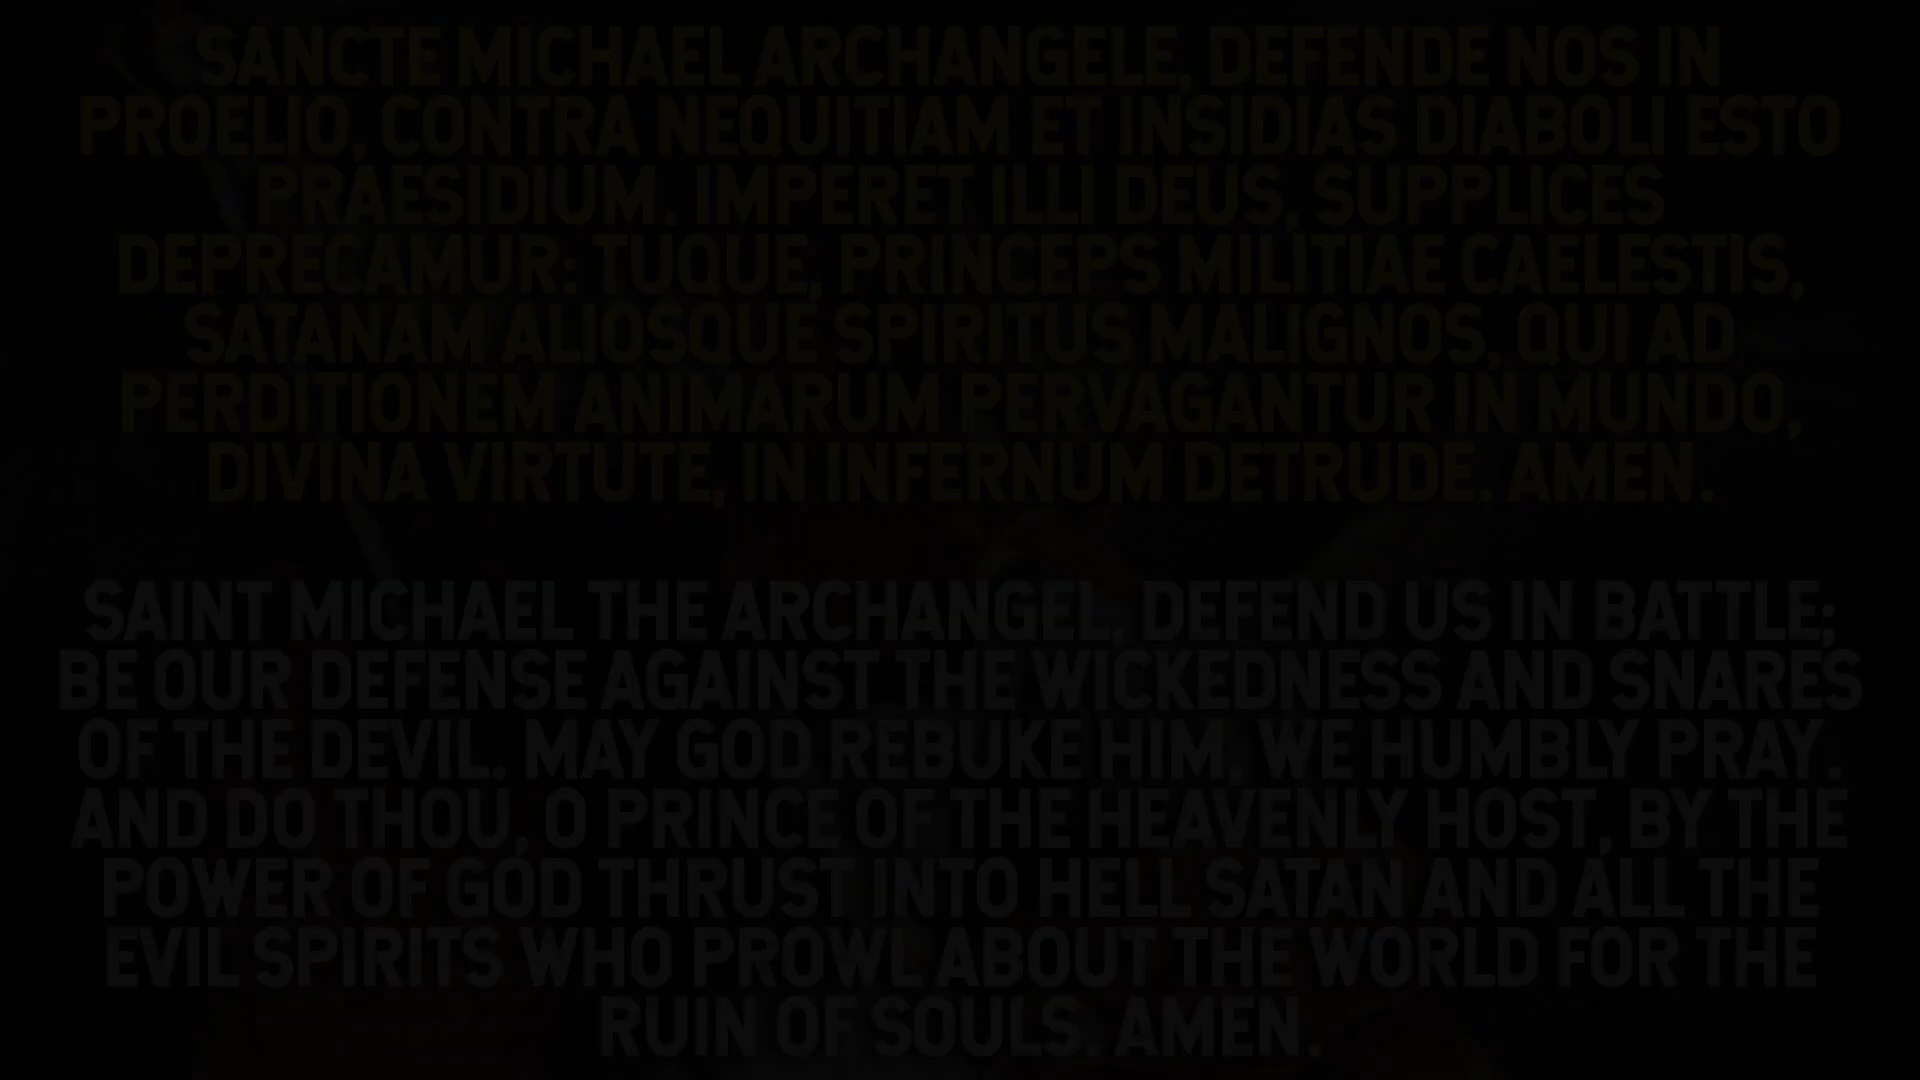 SANCTE MICHAEL ARCHANGELE, DEFENDE NOS IN
PROELIO, CONTRA NEQUITIAM ET INSIDIAS DIABOLI ESTO
PRAESIDIUM. IMPERET ILLI DEUS, SUPPLICES
DEPRECAMUR: TUQUE, PRINCEPS MILITIAE CAELESTIS,
SATANAM ALIOSQUE SPIRITUS MALIGNOS, QUI AD
PERDITIONEM ANIMARUM PERVAGANTUR IN MUNDO,
DIVINA VIRTUTE, IN INFERNUM DETRUDE. AMEN.
SAINT MICHAEL THE ARCHANGEL, DEFEND US IN BATTLE;
BE OUR DEFENSE AGAINST THE WICKEDNESS AND SNARES
OF THE DEVIL. MAY GOD REBUKE HIM, WE HUMBLY PRAY.
AND DO THOU, O PRINCE OF THE HEAVENLY HOST, BY THE
POWER OF GOD THRUST INTO HELL SATAN AND ALL THE
EVIL SPIRITS WHO PROWL ABOUT THE WORLD FOR THE
RUIN OF SOULS. AMEN.